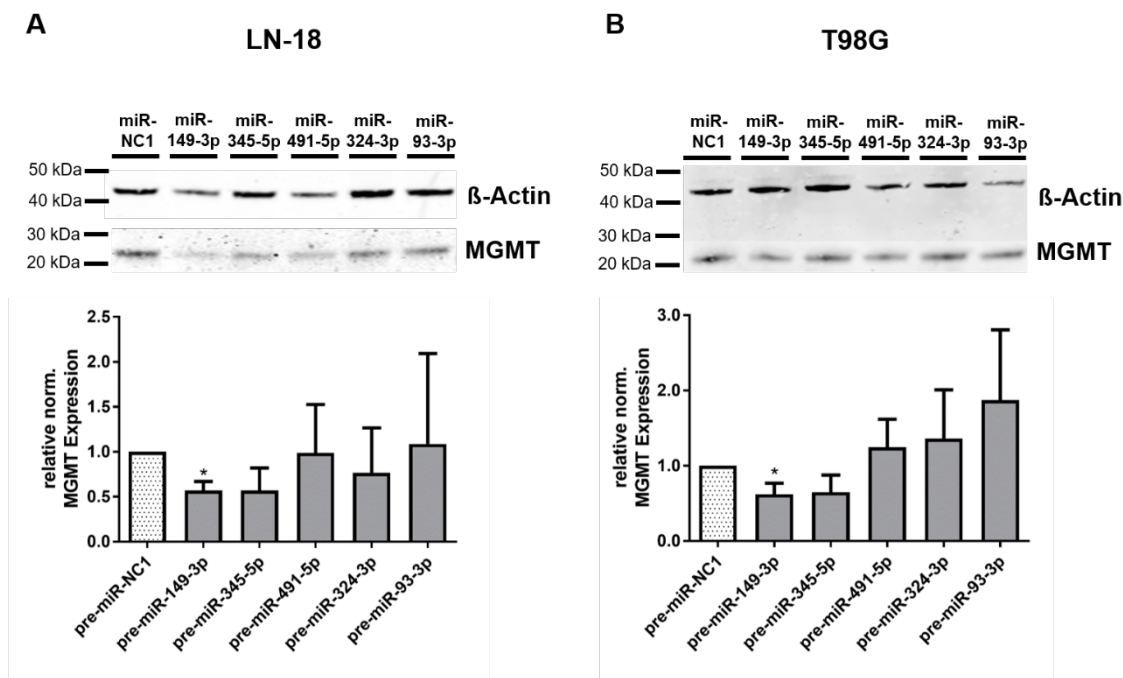 A
LN-18
miR-
NC1
miR-
149-3p
miR-
345-5p
miR-
491-5p
miR-
324-3p
miR-
93-3p
50 kDa
40 kDa
ß-Actin
30 kDa
20 kDa
MGMT
relative norm.
MGMT Expression
2.5
2.0
1.5
1.0
0.5
0.0
*
pre-miR-NC1
pre-miR-149-3p
pre-miR-345-5p
pre-miR-491-5p
pre-miR-324-3p
pre-miR-93-3p
B
T98G
miR-
NC1
miR-
149-3p
miR-
345-5p
miR-
491-5p
miR-
324-3p
miR-
93-3p
50 kDa
40 kDa
ß-Actin
30 kDa
20 kDa
MGMT
relative norm.
MGMT Expression
3.0
2.0
1.0
0.0
*
pre-miR-NC1
pre-miR-149-3p
pre-miR-345-5p
pre-miR-491-5p
pre-miR-324-3p
pre-miR-93-3p